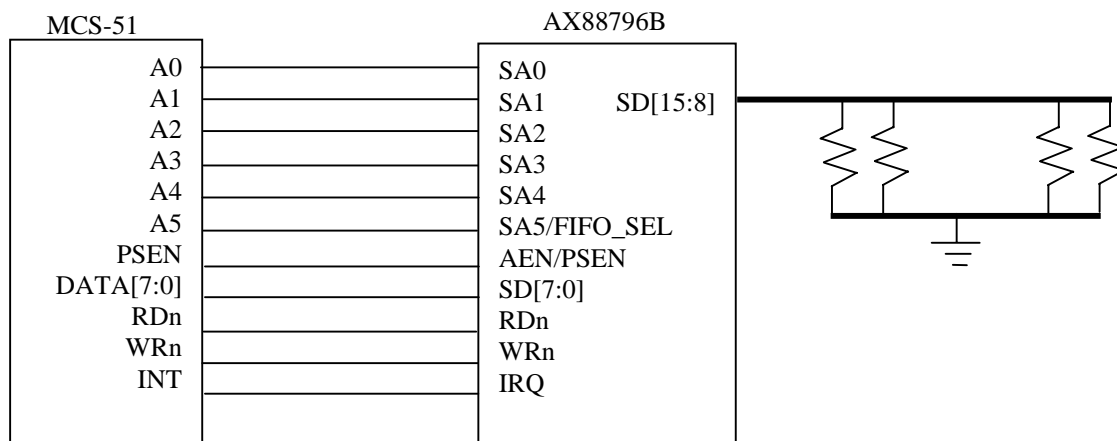 MCS-51
A0
A1
A2
A3
A4
A5
PSEN
DATA[7:0]
RDn
WRn
INT
AX88796B
SA0
SA1
SD[15:8]
SA2
SA3
SA4
SA5/FIFO_SEL
AEN/PSEN
SD[7:0]
RDn
WRn
IRQ